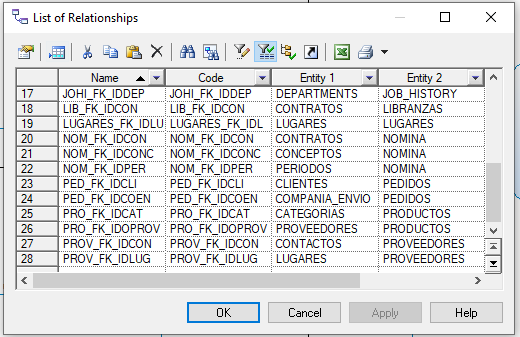 List of Relationships
Name Code Entity 1 Entity 2
17 JOHI_FK_IDDEP JOHI_FK_IDDEP DEPARTMENTS JOB_HISTORY
18 LIB_FK_IDCON LIB_FK_IDCON CONTRATOS LIBRANZAS
19 LUGARES_FK_IDLU LUGARES_FK_IDL LUGARES LUGARES
20 NOM_FK_IDCON NOM_FK_IDCON CONTRATOS NOMINA
21 NOM_FK_IDCONC NOM_FK_IDCONC CONCEPTOS NOMINA
22 NOM_FK_IDPER NOM_FK_IDPER PERIODOS NOMINA
23 PED_FK_IDCLI PED_FK_IDCLI CLIENTES PEDIDOS
24 PED_FK_IDCOEN PED_FK_IDCOEN COMPANIA_ENVIO PEDIDOS
25 PRO_FK_IDCAT PRO_FK_IDCAT CATEGORIAS PRODUCTOS
26 PRO_FK_IDOPROV PRO_FK_IDOPROV PROVEEDORES PRODUCTOS
27 PROV_FK_IDCON PROV_FK_IDCON CONTACTOS PROVEEDORES
28 PROV_FK_IDLUG PROV_FK_IDLUG LUGARES PROVEEDORES
OK Cancel Apply Help